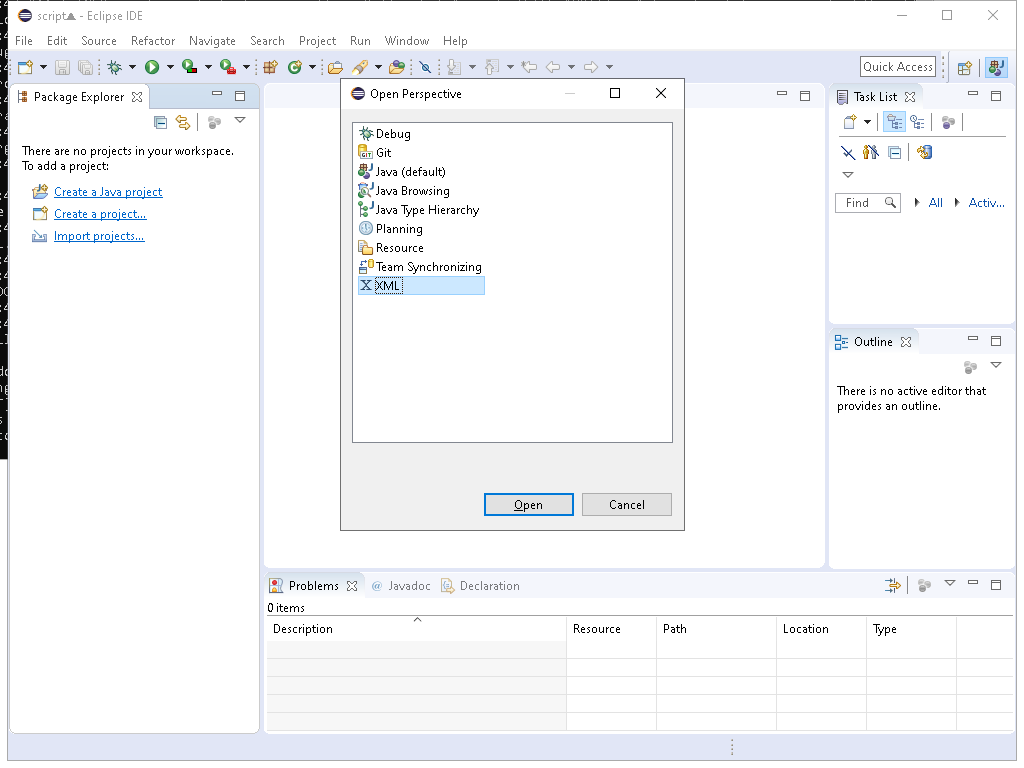 script▲ - Eclipse IDE
File Edit Source Refactor Navigate Search Project Run Window Help
Quick Access
Package Explorer
There are no projects in your workspace.
To add a project:
Create a Java project
Create a project...
Import projects...
Open Perspective
Debug
Git
Java (default)
Java Browsing
Java Type Hierarchy
Planning
Resource
Team Synchronizing
XML
Open Cancel
Task List
Find All Activ...
Outline
There is no active editor that
provides an outline.
Problems @ Javadoc Declaration
0 items
Description Resource Path Location Type